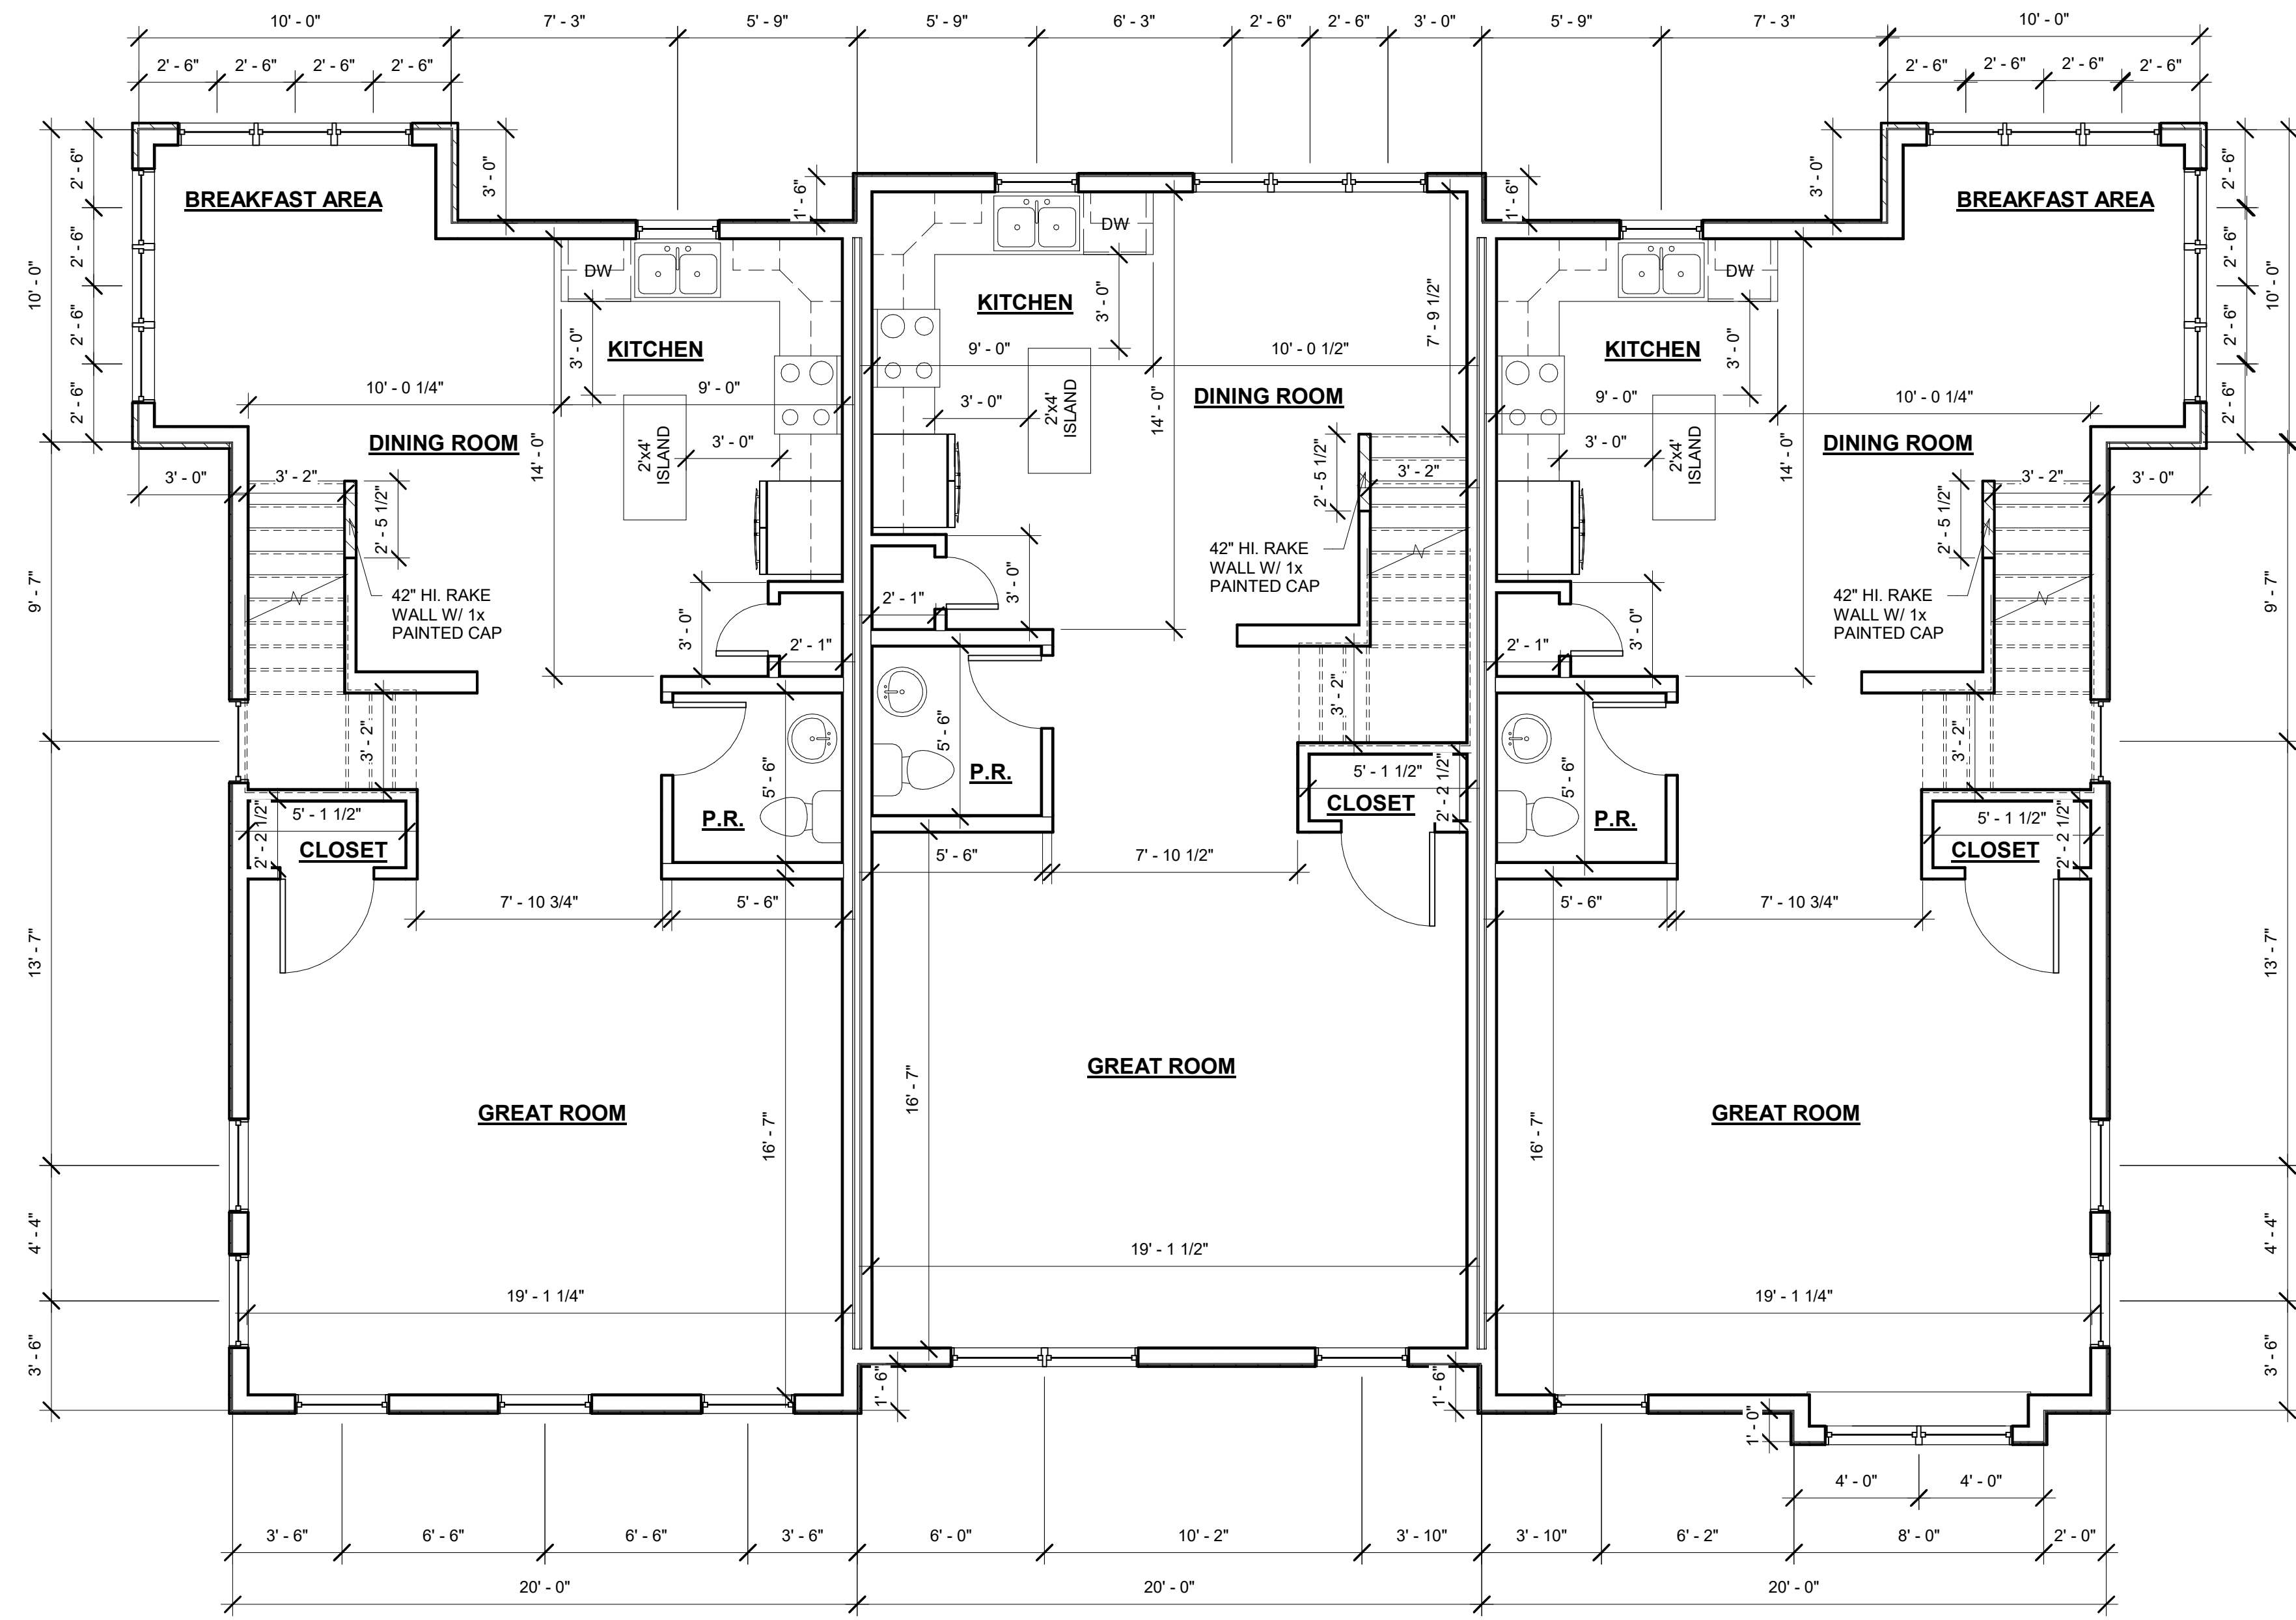 10' - 0"
7' - 3"
5' - 9"
5' - 9"
6' - 3"
2' - 6"
2' - 6"
3' - 0"
5' - 9"
7' - 3"
10' - 0"
2' - 6"
2' - 6"
2' - 6"
2' - 6"
2' - 6"
2' - 6"
2' - 6"
2' - 6"
10' - 0"
2' - 6"
2' - 6"
2' - 6"
2' - 6"
9' - 7"
13' - 7"
4' - 4"
3' - 6"
BREAKFAST AREA
3' - 0"
1' - 6"
DW
KITCHEN
3' - 0"
10' - 0 1/4"
9' - 0"
DINING ROOM
14' - 0"
2'x4'
ISLAND
3' - 0"
3' - 0"
3' - 2"
2' - 5 1/2"
42" HI. RAKE
WALL W/ 1x
PAINTED CAP
3' - 0"
2' - 1"
3' - 2"
5' - 6"
P.R.
5' - 1 1/2"
2' - 2 1/2"
CLOSET
7' - 10 3/4"
5' - 6"
GREAT ROOM
16' - 7"
19' - 1 1/4"
DW
KITCHEN
3' - 0"
7' - 9 1/2"
9' - 0"
10' - 0 1/2"
DINING ROOM
3' - 0"
2'x4'
ISLAND
14' - 0"
2' - 5 1/2"
3' - 2"
42" HI. RAKE
WALL W/ 1x
PAINTED CAP
2' - 1"
3' - 0"
5' - 6"
P.R.
3' - 2"
5' - 1 1/2"
2' - 2 1/2"
CLOSET
5' - 6"
7' - 10 1/2"
GREAT ROOM
16' - 7"
19' - 1 1/2"
1' - 6"
1' - 6"
1' - 6"
3' - 0"
BREAKFAST AREA
DW
KITCHEN
3' - 0"
9' - 0"
10' - 0 1/4"
DINING ROOM
3' - 0"
2'x4'
ISLAND
14' - 0"
3' - 2"
3' - 0"
2' - 5 1/2"
42" HI. RAKE
WALL W/ 1x
PAINTED CAP
2' - 1"
3' - 0"
5' - 6"
P.R.
3' - 2"
5' - 1 1/2"
2' - 2 1/2"
CLOSET
5' - 6"
7' - 10 3/4"
GREAT ROOM
16' - 7"
19' - 1 1/4"
1' - 0"
2' - 6"
2' - 6"
2' - 6"
2' - 6"
10' - 0"
9' - 7"
13' - 7"
4' - 4"
3' - 6"
4' - 0"
4' - 0"
3' - 6"
6' - 6"
6' - 6"
3' - 6"
6' - 0"
10' - 2"
3' - 10"
3' - 10"
6' - 2"
8' - 0"
2' - 0"
20' - 0"
20' - 0"
20' - 0"